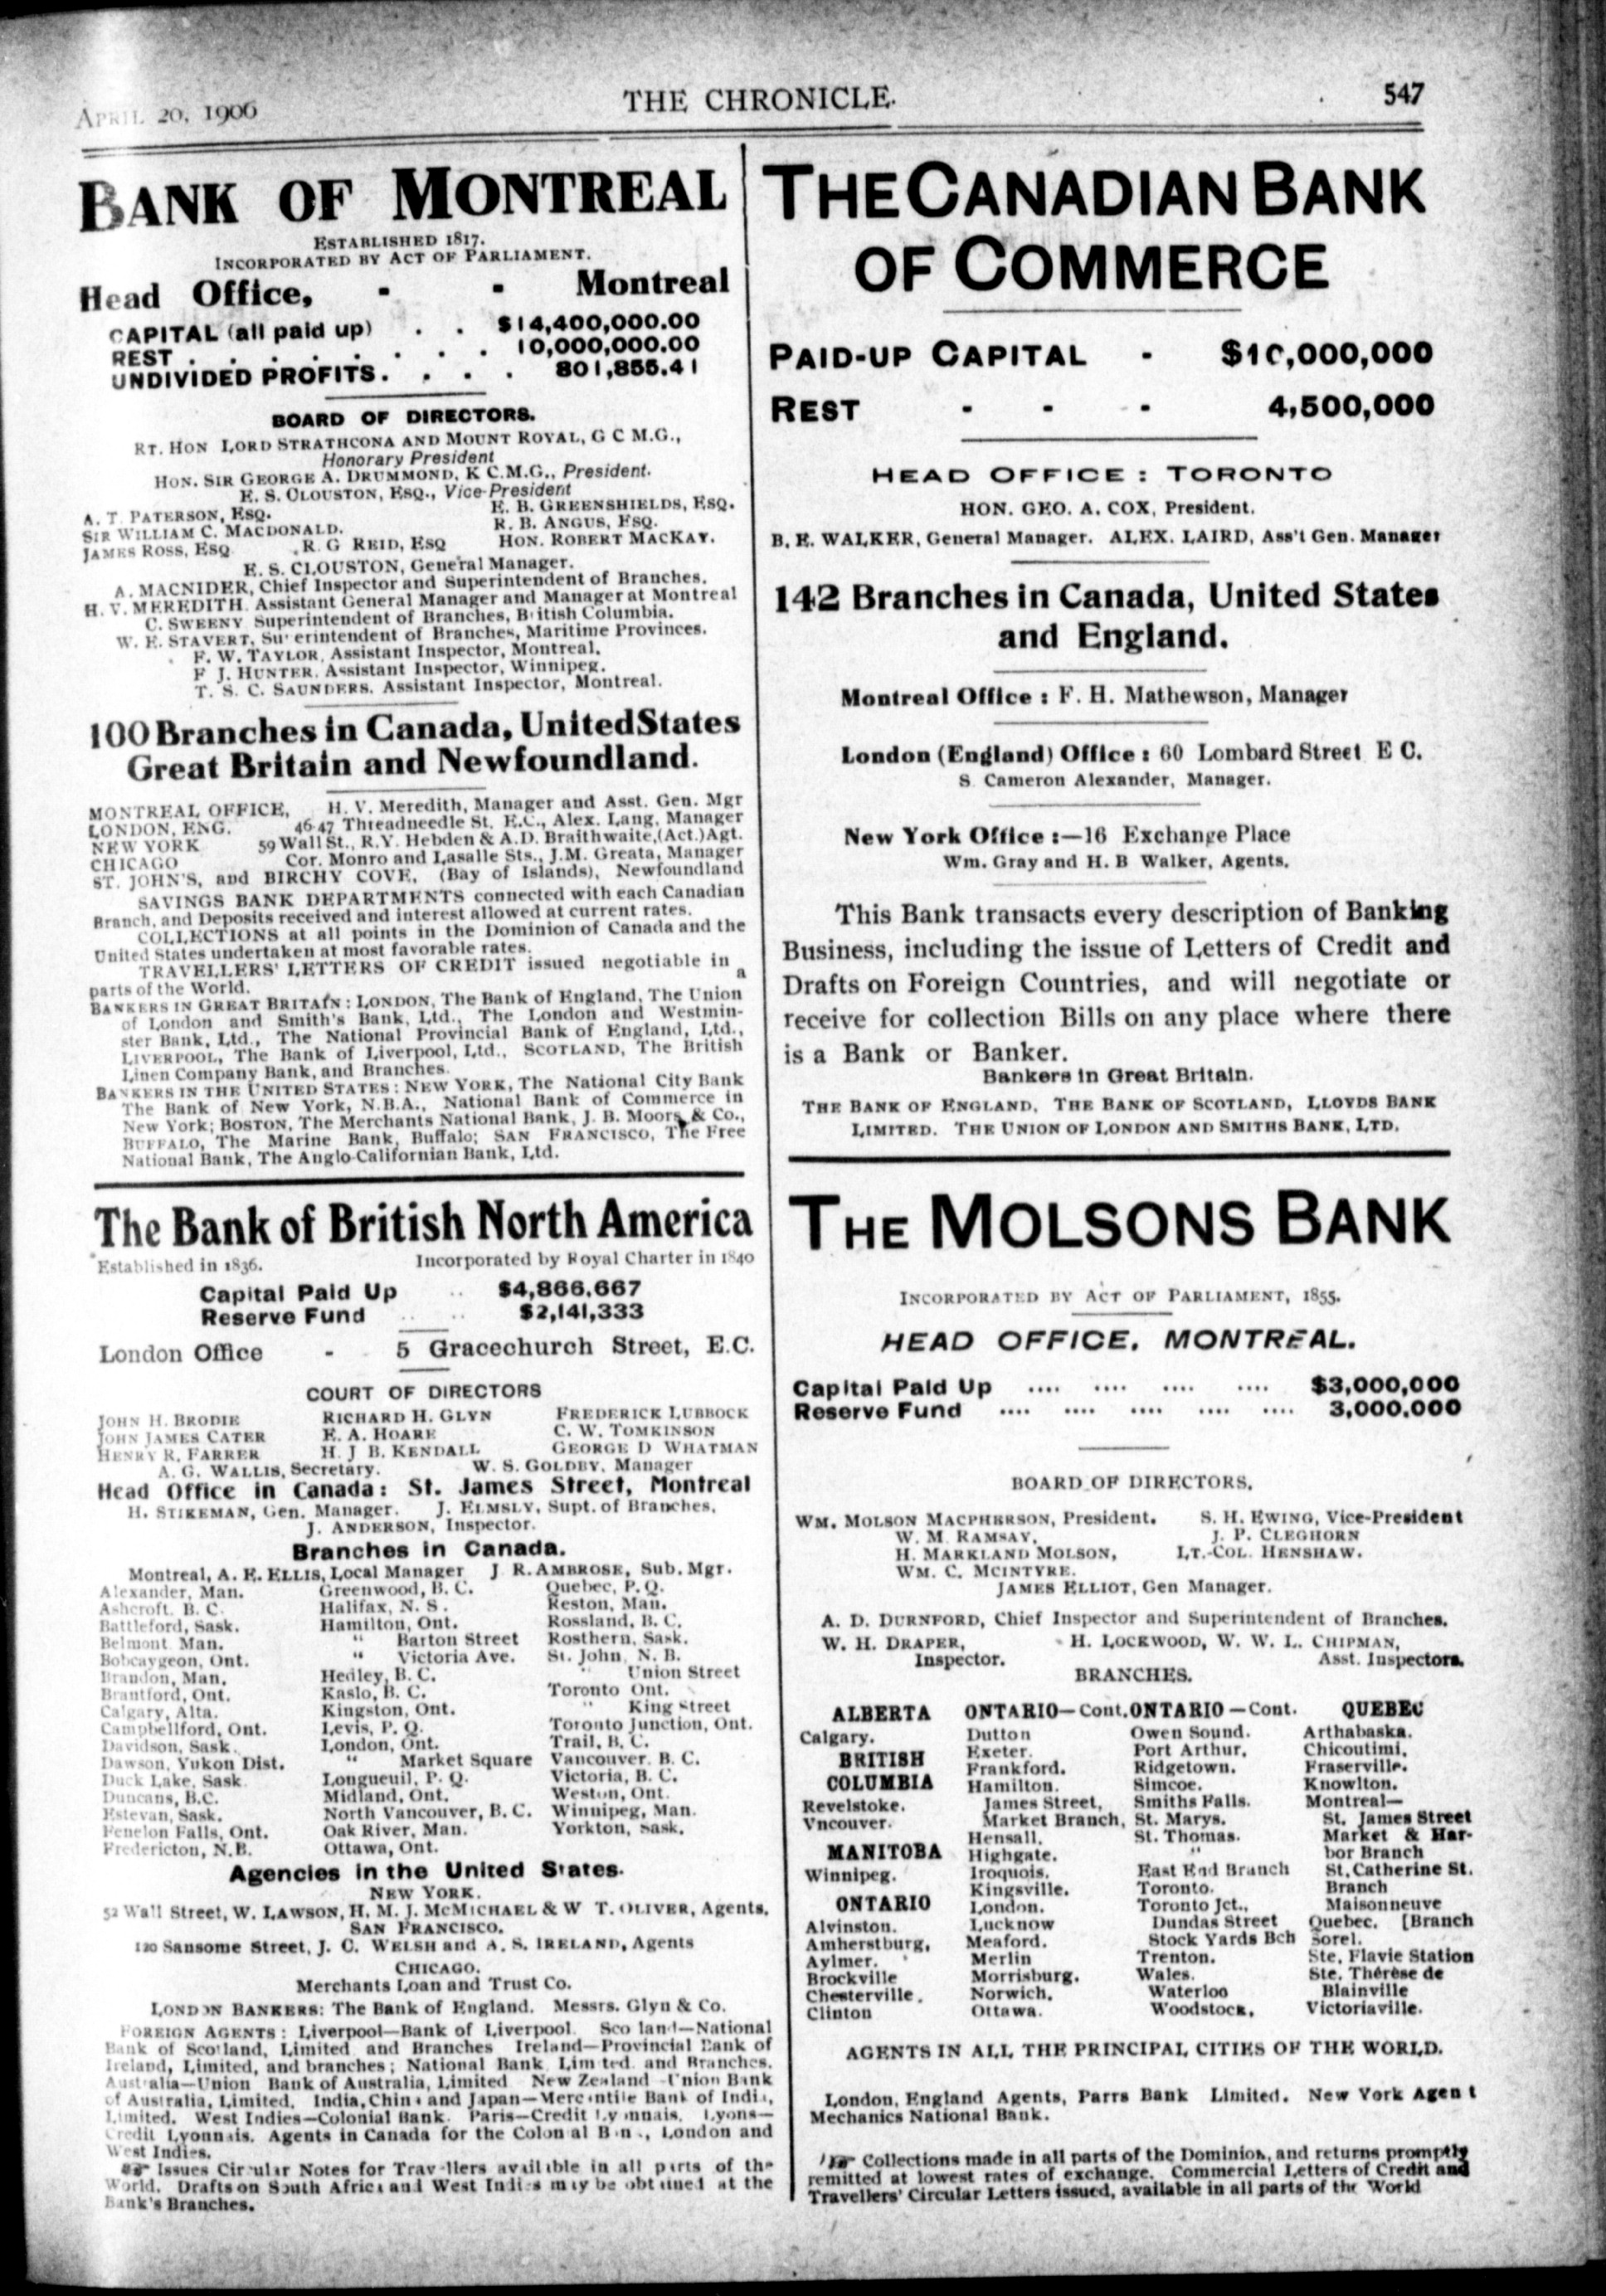 APRIL 20, 1906
THE CHRONICLE.
547
BANK OF MONTREAL
ESTABLISHED 1817.
INCORPORATED BY ACT OF PARLIAMENT.
Head Office, - - Montreal
CAPITAL (all paid up) . . $14,400,000.00
REST . . . . . . . . 10,000,000.00
UNDIVIDED PROFITS. . . . 801,855.41
BOARD OF DIRECTORS.
RT. HON LORD STRATHCONA AND MOUNT ROYAL, G C M.G.,
Honorary President
HON. SIR GEORGE A. DRUMMOND, K C.M.G., President.
E. S. CLOUSTON, ESQ., Vice-President
A. T. PATERSON, ESQ. E. B. GREENSHIELDS, ESQ.
SIR WILLIAM C. MACDONALD. R. B. ANGUS, ESQ.
JAMES ROSS, ESQ. R. G REID, ESQ HON. ROBERT MACKAY.
E. S. CLOUSTON, General Manager.
A. MACNIDER, Chief Inspector and Superintendent of Branches.
H. V. MEREDITH. Assistant General Manager and Manager at Montreal
C. SWEENY Superintendent of Branches, British Columbia.
W. E. STAVERT, Superintendent of Branches, Maritime Provinces.
F. W. TAYLOR, Assistant Inspector, Montreal.
F J. HUNTER. Assistant Inspector, Winnipeg.
T. S. C. SAUNDERS. Assistant Inspector, Montreal.
100 Branches in Canada, United States
Great Britain and Newfoundland.
MONTREAL OFFICE, H. V. Meredith, Manager and Asst. Gen. Mgr
LONDON, ENG. 46-47 Threadneedle St. E.C., Alex. Lang, Manager
NEW YORK 59 Wall St., R.Y. Hebden & A.D. Braithwaite,(Act.)Agt.
CHICAGO Cor. Monro and Lasalle Sts., J.M. Greata, Manager
ST. JOHN'S, and BIRCHY COVE, (Bay of Islands), Newfoundland
SAVINGS BANK DEPARTMENTS connected with each Canadian
Branch, and Deposits received and interest allowed at current rates.
COLLECTIONS at all points in the Dominion of Canada and the
United States undertaken at most favorable rates.
TRAVELLERS' LETTERS OF CREDIT issued negotiable in a
parts of the World.
BANKERS IN GREAT BRITAIN: LONDON, The Bank of England, The Union
of London and Smith's Bank, Ltd., The London and Westmin-
ster Bank, Ltd., The National Provincial Bank of England, Ltd.,
LIVERPOOL, The Bank of Liverpool, Ltd., SCOTLAND, The British
Linen Company Bank, and Branches.
BANKERS IN THE UNITED STATES: NEW YORK, The National City Bank
The Bank of New York, N.B.A., National Bank of Commerce in
New York; BOSTON, The Merchants National Bank, J. B. Moors & Co.,
BUFFALO, The Marine Bank, Buffalo; SAN FRANCISCO, The Free
National Bank, The Anglo-Californian Bank, Ltd.
The Bank of British North America
Established in 1836. Incorporated by Royal Charter in 1840
Capital Paid Up .. $4,866,667
Reserve Fund .. .. $2,141,333
London Office - 5 Gracechurch Street, E.C.
COURT OF DIRECTORS
JOHN H. BRODIE RICHARD H. GLYN FREDERICK LUBBOCK
JOHN JAMES CATER E. A. HOARE C. W. TOMKINSON
HENRY R. FARRER H. J B. KENDALL GEORGE D WHATMAN
A. G. WALLIS, Secretary. W. S. GOLDBY, Manager
Head Office in Canada: St. James Street, Montreal
H. STIKEMAN, Gen. Manager. J. ELMSLY, Supt. of Branches,
J. ANDERSON, Inspector.
Branches in Canada.
Montreal, A. E. ELLIS, Local Manager J R. AMBROSE, Sub. Mgr.
Alexander, Man. Greenwood, B. C. Quebec, P. Q.
Ashcroft. B. C. Halifax, N. S. Reston, Man.
Battleford, Sask. Hamilton, Ont. Rossland, B. C.
Belmont Man. " Barton Street Rosthern, Sask.
Bobcaygeon, Ont. " Victoria Ave. St. John, N. B.
Brandon, Man. Hedley, B. C. " Union Street
Brantford, Ont. Kaslo, B. C. Toronto Ont.
Calgary, Alta. Kingston, Ont. " King Street
Campbellford, Ont. Levis, P. Q. Toronto Junction, Ont.
Davidson, Sask. London, Ont. Trail, B. C.
Dawson, Yukon Dist. " Market Square Vancouver. B. C.
Duck Lake, Sask. Longueuil, P. Q. Victoria, B. C.
Duncans, B.C. Midland, Ont. Weston, Ont.
Estevan, Sask. North Vancouver, B. C. Winnipeg, Man.
Fenelon Falls, Ont. Oak River, Man. Yorkton, Sask.
Fredericton, N.B. Ottawa, Ont.
Agencies in the United States.
NEW YORK.
52 Wall Street, W. LAWSON, H. M. J. MCMICHAEL & W T. OLIVER, Agents.
SAN FRANCISCO.
120 Sansome Street, J. C. WELSH and A. S. IRELAND, Agents
CHICAGO.
Merchants Loan and Trust Co.
LONDON BANKERS: The Bank of England. Messrs. Glyn & Co.
FOREIGN AGENTS: Liverpool—Bank of Liverpool. Scotland—National
Bank of Scotland, Limited and Branches Ireland—Provincial Bank of
Ireland, Limited, and branches; National Bank Limited. and Branches.
Australia—Union Bank of Australia, Limited New Zealand—Union Bank
of Australia, Limited. India, China and Japan—Mercantile Bank of India,
Limited. West Indies—Colonial Bank. Paris—Credit Lyonnais. Lyons—
Credit Lyonnais. Agents in Canada for the Colonial Bank, London and
West Indies.
☞ Issues Circular Notes for Travellers available in all parts of the
World. Drafts on South Africa and West Indies may be obtained at the
Bank's Branches.
THE CANADIAN BANK
OF COMMERCE
PAID-UP CAPITAL - $10,000,000
REST - - - 4,500,000
HEAD OFFICE: TORONTO
HON. GEO. A. COX, President.
B. E. WALKER, General Manager. ALEX. LAIRD, Ass't Gen. Manager
142 Branches in Canada, United States
and England.
Montreal Office: F. H. Mathewson, Manager
London (England) Office: 60 Lombard Street E C.
S Cameron Alexander, Manager.
New York Office:—16 Exchange Place
Wm. Gray and H. B Walker, Agents.
This Bank transacts every description of Banking
Business, including the issue of Letters of Credit and
Drafts on Foreign Countries, and will negotiate or
receive for collection Bills on any place where there
is a Bank or Banker.
Bankers in Great Britain.
THE BANK OF ENGLAND, THE BANK OF SCOTLAND, LLOYDS BANK
LIMITED. THE UNION OF LONDON AND SMITHS BANK, LTD.
THE MOLSONS BANK
INCORPORATED BY ACT OF PARLIAMENT, 1855.
HEAD OFFICE, MONTREAL.
Capital Paid Up .... .... .... .... $3,000,000
Reserve Fund .... .... .... .... .... 3,000,000
BOARD OF DIRECTORS.
WM. MOLSON MACPHERSON, President. S. H. EWING, Vice-President
W. M. RAMSAY, J. P. CLEGHORN
H. MARKLAND MOLSON, LT.-COL. HENSHAW.
WM. C. MCINTYRE.
JAMES ELLIOT, Gen Manager.
A. D. DURNFORD, Chief Inspector and Superintendent of Branches.
W. H. DRAPER, H. LOCKWOOD, W. W. L. CHIPMAN,
Inspector. Asst. Inspectors.
BRANCHES.
ALBERTA ONTARIO—Cont. ONTARIO—Cont. QUEBEC
Calgary. Dutton Owen Sound. Arthabaska.
BRITISH Exeter. Port Arthur, Chicoutimi,
COLUMBIA Frankford. Ridgetown. Fraserville.
Hamilton. Simcoe. Knowlton.
Revelstoke. James Street, Smiths Falls. Montreal—
Vncouver. Market Branch, St. Marys. St. James Street
Hensall, St. Thomas. Market & Har-
MANITOBA Highgate. " bor Branch
Winnipeg. Iroquois. East End Branch St. Catherine St.
Kingsville. Toronto. Branch
ONTARIO London. Toronto Jct., Maisonneuve
Alvinston. Lucknow Dundas Street Quebec. [Branch
Amherstburg, Meaford. Stock Yards Bch Sorel.
Aylmer. Merlin Trenton. Ste. Flavie Station
Brockville Morrisburg. Wales. Ste. Thérèse de
Chesterville. Norwich, Waterloo Blainville
Clinton Ottawa. Woodstock, Victoriaville.
AGENTS IN ALL THE PRINCIPAL CITIES OF THE WORLD.
London, England Agents, Parrs Bank Limited. New York Agent
Mechanics National Bank.
☞ Collections made in all parts of the Dominion, and returns promptly
remitted at lowest rates of exchange. Commercial Letters of Credit and
Travellers' Circular Letters issued, available in all parts of the World